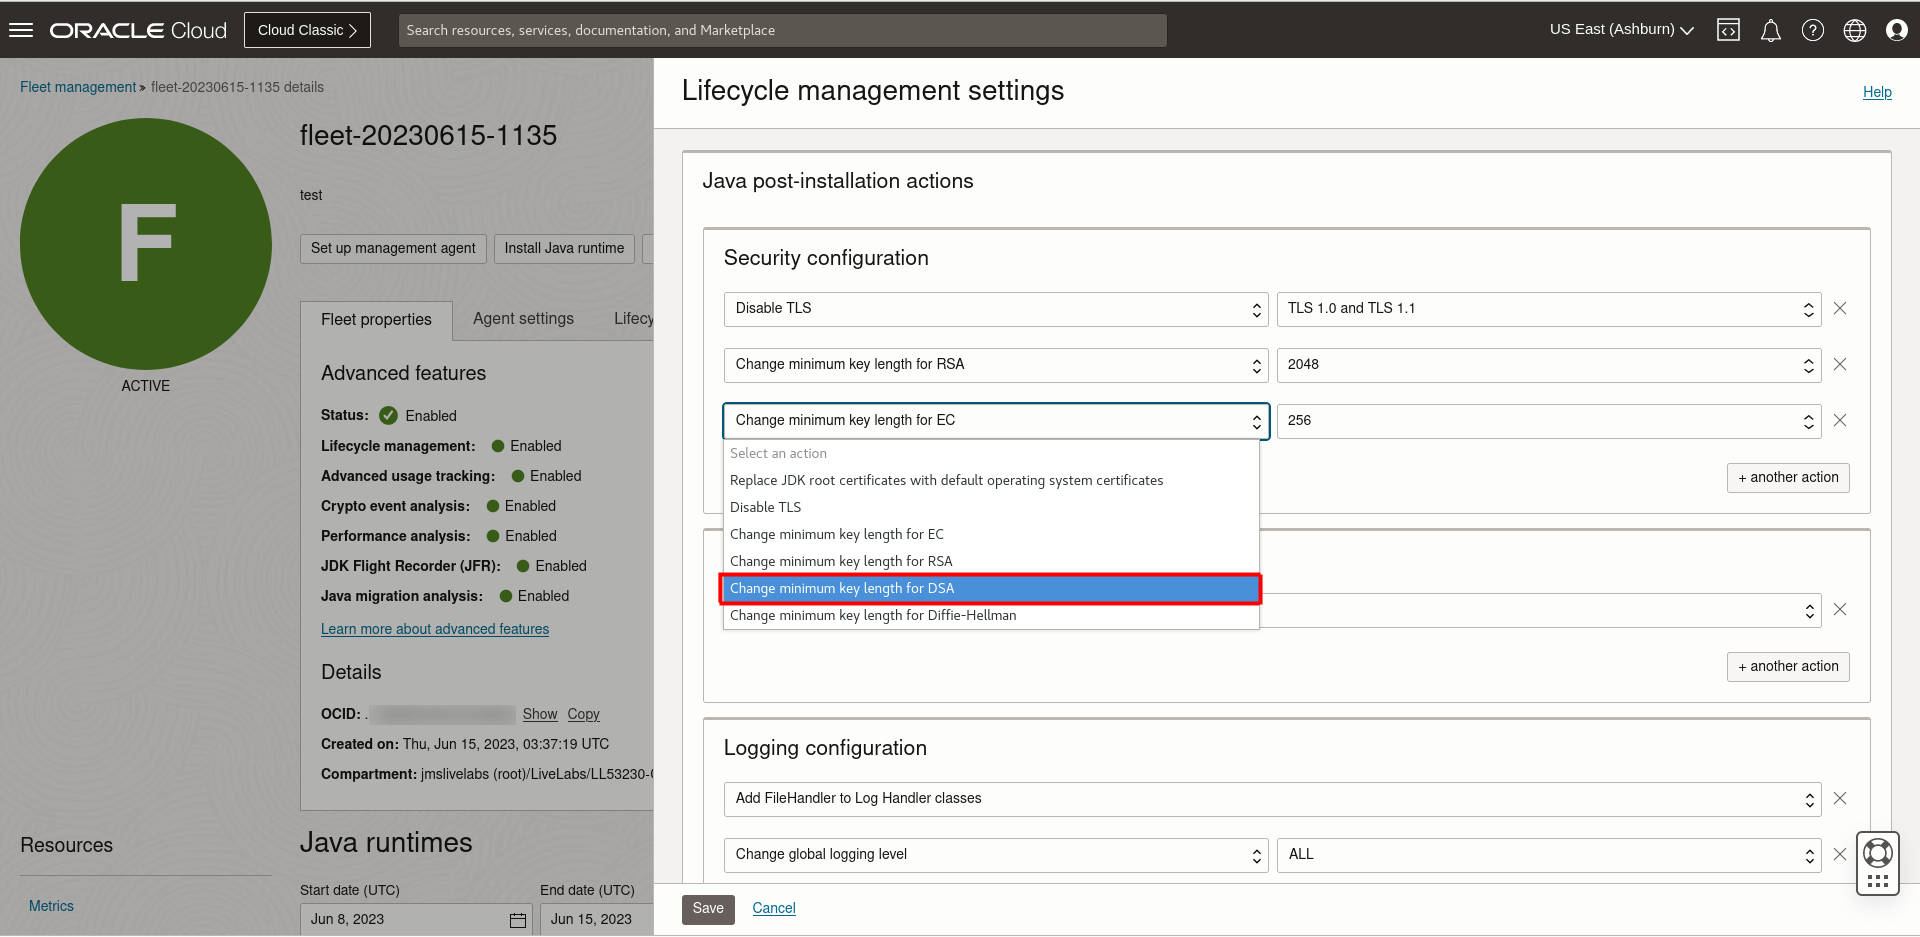 ORACLE Cloud
Cloud Classic
Search resources, services, documentation, and Marketplace
US East (Ashburn)
Fleet management » fleet-20230615-1135 details
F
ACTIVE
fleet-20230615-1135
test
Set up management agent
Install Java runtime
Fleet properties
Agent settings
Lifecy
Advanced features
Status: Enabled
Lifecycle management: Enabled
Advanced usage tracking: Enabled
Crypto event analysis: Enabled
Performance analysis: Enabled
JDK Flight Recorder (JFR): Enabled
Java migration analysis: Enabled
Learn more about advanced features
Details
OCID: . Show Copy
Created on: Thu, Jun 15, 2023, 03:37:19 UTC
Compartment: jmslivelabs (root)/LiveLabs/LL53230-
Resources
Metrics
Java runtimes
Start date (UTC)
End date (UTC)
Jun 8, 2023
Jun 15, 2023
Lifecycle management settings
Help
Java post-installation actions
Security configuration
Disable TLS
TLS 1.0 and TLS 1.1
Change minimum key length for RSA
2048
Change minimum key length for EC
256
Select an action
Replace JDK root certificates with default operating system certificates
Disable TLS
Change minimum key length for EC
Change minimum key length for RSA
Change minimum key length for DSA
Change minimum key length for Diffie-Hellman
+ another action
+ another action
Logging configuration
Add FileHandler to Log Handler classes
Change global logging level
ALL
Save
Cancel